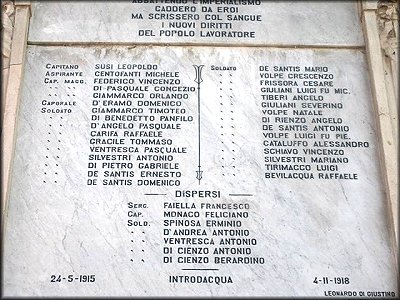 ABBATTENDO L'IMPERIALISMO
CADDERO DA EROI
MA SCRISSERO COL SANGUE
I NUOVI DIRITTI
DEL POPOLO LAVORATORE
CAPITANO SUSI LEOPOLDO
ASPIRANTE CENTOFANTI MICHELE
CAP. MAGG. FEDERICO VINCENZO
" " DI PASQUALE CONCEZIO
" " GIAMMARCO ORLANDO
CAPORALE D'ERAMO DOMENICO
SOLDATO GIAMMARCO TIMOTEO
" DI BENEDETTO PANFILO
" D'ANGELO PASQUALE
" CARIFA RAFFAELE
" GRACILE TOMMASO
" VENTRESCA PASQUALE
" SILVESTRI ANTONIO
" DI PIETRO GABRIELE
" DE SANTIS ERNESTO
" DE SANTIS DOMENICO
SOLDATO DE SANTIS MARIO
" VOLPE CRESCENZO
" FRISSORA CESARE
" GIULIANI LUIGI FU MIC.
" TIBERI ANGELO
" GIULIANI SEVERINO
" VOLPE NATALE
" DI RIENZO ANGELO
" DE SANTIS ANTONIO
" VOLPE LUIGI FU PIE.
" CATALUFFO ALESSANDRO
" SCHIAVO VINCENZO
" SILVESTRI MARIANO
" TIRIMACCO LUIGI
" BEVILACQUA RAFFAELE
DISPERSI
SERG. FAIELLA FRANCESCO
CAP. MONACO FELICIANO
SOLD. SPINOSA ERMINIO
" D'ANDREA ANTONIO
" VENTRESCA ANTONIO
" DI CIENZO ANTONIO
" DI CIENZO BERARDINO
24-5-1915 INTRODACQUA 4-11-1918
LEONARDO DI GIUSTINO